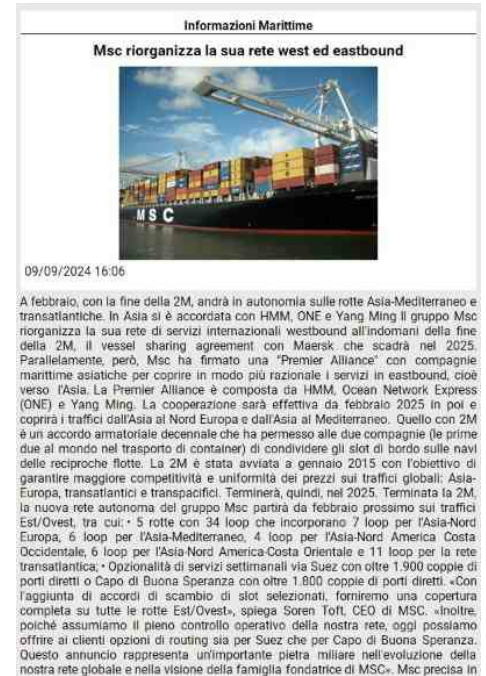 Informazioni Marittime
Msc riorganizza la sua rete west ed eastbound
MSC
09/09/2024 16:06
A febbraio, con la fine della 2M, andrà in autonomia sulle rotte Asia-Mediterraneo e
transatlantiche. In Asia si è accordata con HMM, ONE e Yang Ming Il gruppo Msc
riorganizza la sua rete di servizi internazionali westbound all'indomani della fine
della 2M, il vessel sharing agreement con Maersk che scadrà nel 2025.
Parallelamente, però, Msc ha firmato una "Premier Alliance" con compagnie
marittime asiatiche per coprire in modo più razionale i servizi in eastbound, cioè
verso l'Asia. La Premier Alliance è composta da HMM, Ocean Network Express
(ONE) e Yang Ming. La cooperazione sarà effettiva da febbraio 2025 in poi e
coprirà i traffici dall'Asia al Nord Europa e dall'Asia al Mediterraneo. Quello con 2M
è un accordo armatoriale decennale che ha permesso alle due compagnie (le prime
due al mondo nel trasporto di container) di condividere gli slot di bordo sulle navi
delle reciproche flotte. La 2M è stata avviata a gennaio 2015 con l'obiettivo di
garantire maggiore competitività e uniformità dei prezzi sui traffici globali: Asia-
Europa, transatlantici e transpacifici. Terminerà, quindi, nel 2025. Terminata la 2M,
la nuova rete autonoma del gruppo Msc partirà da febbraio prossimo sui traffici
Est/Ovest, tra cui: • 5 rotte con 34 loop che incorporano 7 loop per l'Asia-Nord
Europa, 6 loop per l'Asia-Mediterraneo, 4 loop per l'Asia-Nord America Costa
Occidentale, 6 loop per l'Asia-Nord America-Costa Orientale e 11 loop per la rete
transatlantica; • Opzionalità di servizi settimanali via Suez con oltre 1.900 coppie di
porti diretti o Capo di Buona Speranza con oltre 1.800 coppie di porti diretti. «Con
l'aggiunta di accordi di scambio di slot selezionati, forniremo una copertura
completa su tutte le rotte Est/Ovest», spiega Soren Toft, CEO di MSC. «Inoltre,
poiché assumiamo il pieno controllo operativo della nostra rete, oggi possiamo
offrire ai clienti opzioni di routing sia per Suez che per Capo di Buona Speranza.
Questo annuncio rappresenta un'importante pietra miliare nell'evoluzione della
nostra rete globale e nella visione della famiglia fondatrice di MSC«. Msc precisa in